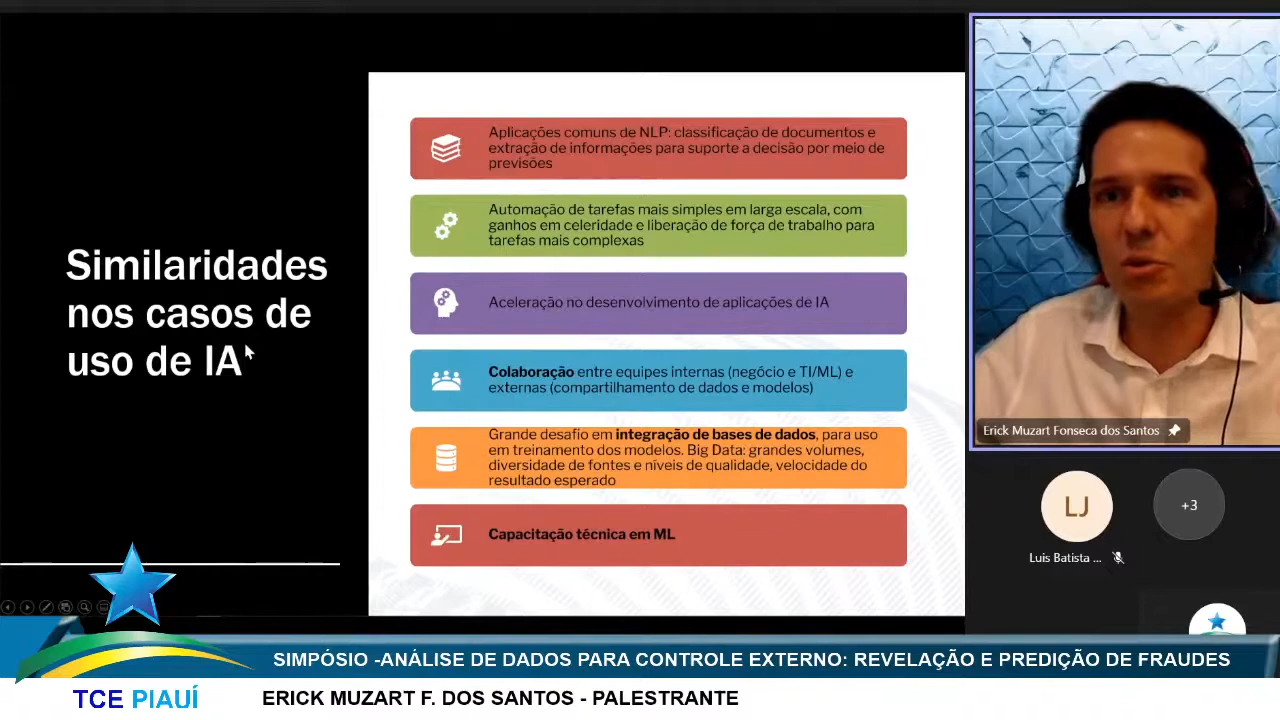 Similaridades
nos casos de
uso de IA
Aplicações comuns de NLP: classificação de documentos e
extração de informações para suporte a decisão por meio de
previsões
Automação de tarefas mais simples em larga escala, com
ganhos em celeridade e liberação de força de trabalho para
tarefas mais complexas
Aceleração no desenvolvimento de aplicações de IA
Colaboração entre equipes internas (negócio e TI/ML) e
externas (compartilhamento de dados e modelos)
Grande desafio em integração de bases de dados, para uso
em treinamento dos modelos. Big Data: grandes volumes,
diversidade de fontes e níveis de qualidade, velocidade do
resultado esperado
Capacitação técnica em ML
Erick Muzart Fonseca dos Santos
LJ
+3
Luis Batista ...
SIMPÓSIO -ANÁLISE DE DADOS PARA CONTROLE EXTERNO: REVELAÇÃO E PREDIÇÃO DE FRAUDES
TCE PIAUÍ
ERICK MUZART F. DOS SANTOS - PALESTRANTE